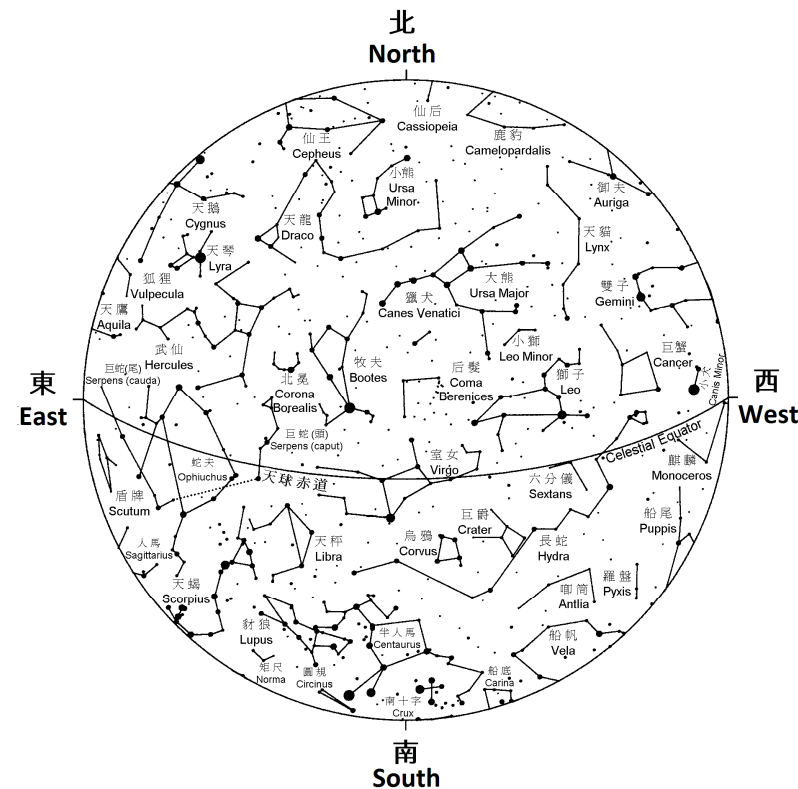 北
North
仙后
Cassiopeia
仙王
Cepheus
鹿豹
Camelopardalis
小熊
Ursa
Minor
御夫
Auriga
天鵝
Cygnus
天龍
Draco
天貓
Lynx
天琴
Lyra
狐狸
Vulpecula
大熊
Ursa Major
雙子
Gemini
獵犬
Canes Venatici
天鷹
Aquila
小獅
Leo Minor
武仙
Hercules
巨蛇(尾)
Serpens (cauda)
牧夫
Bootes
后髮
Coma
Berenices
獅子
Leo
巨蟹
Cancer
小犬
Canis Minor
北冕
Corona
Borealis
東
East
西
West
巨蛇(頭)
Serpens (caput)
室女
Virgo
Celestial Equator
天球赤道
蛇夫
Ophiuchus
六分儀
Sextans
麒麟
Monoceros
盾牌
Scutum
船尾
Puppis
巨爵
Crater
烏鴉
Corvus
長蛇
Hydra
天秤
Libra
人馬
Sagittarius
天蝎
Scorpius
羅盤
Pyxis
唧筒
Antlia
豺狼
Lupus
半人馬
Centaurus
船帆
Vela
矩尺
Norma
圓規
Circinus
船底
Carina
南十字
Crux
南
South